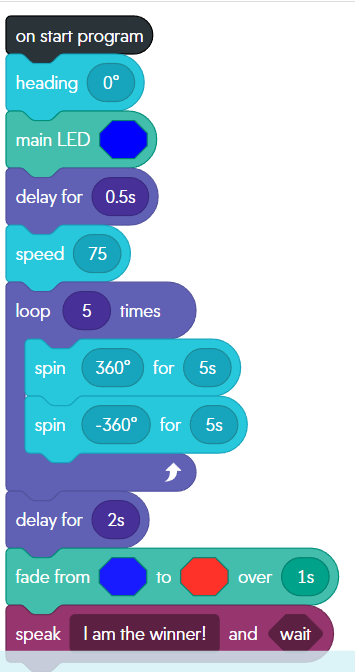 on start program
heading 0°
main LED
delay for 0.5s
speed 75
loop 5 times
spin 360° for 5s
spin -360° for 5s
delay for 2s
fade from to over 1s
speak I am the winner! and wait